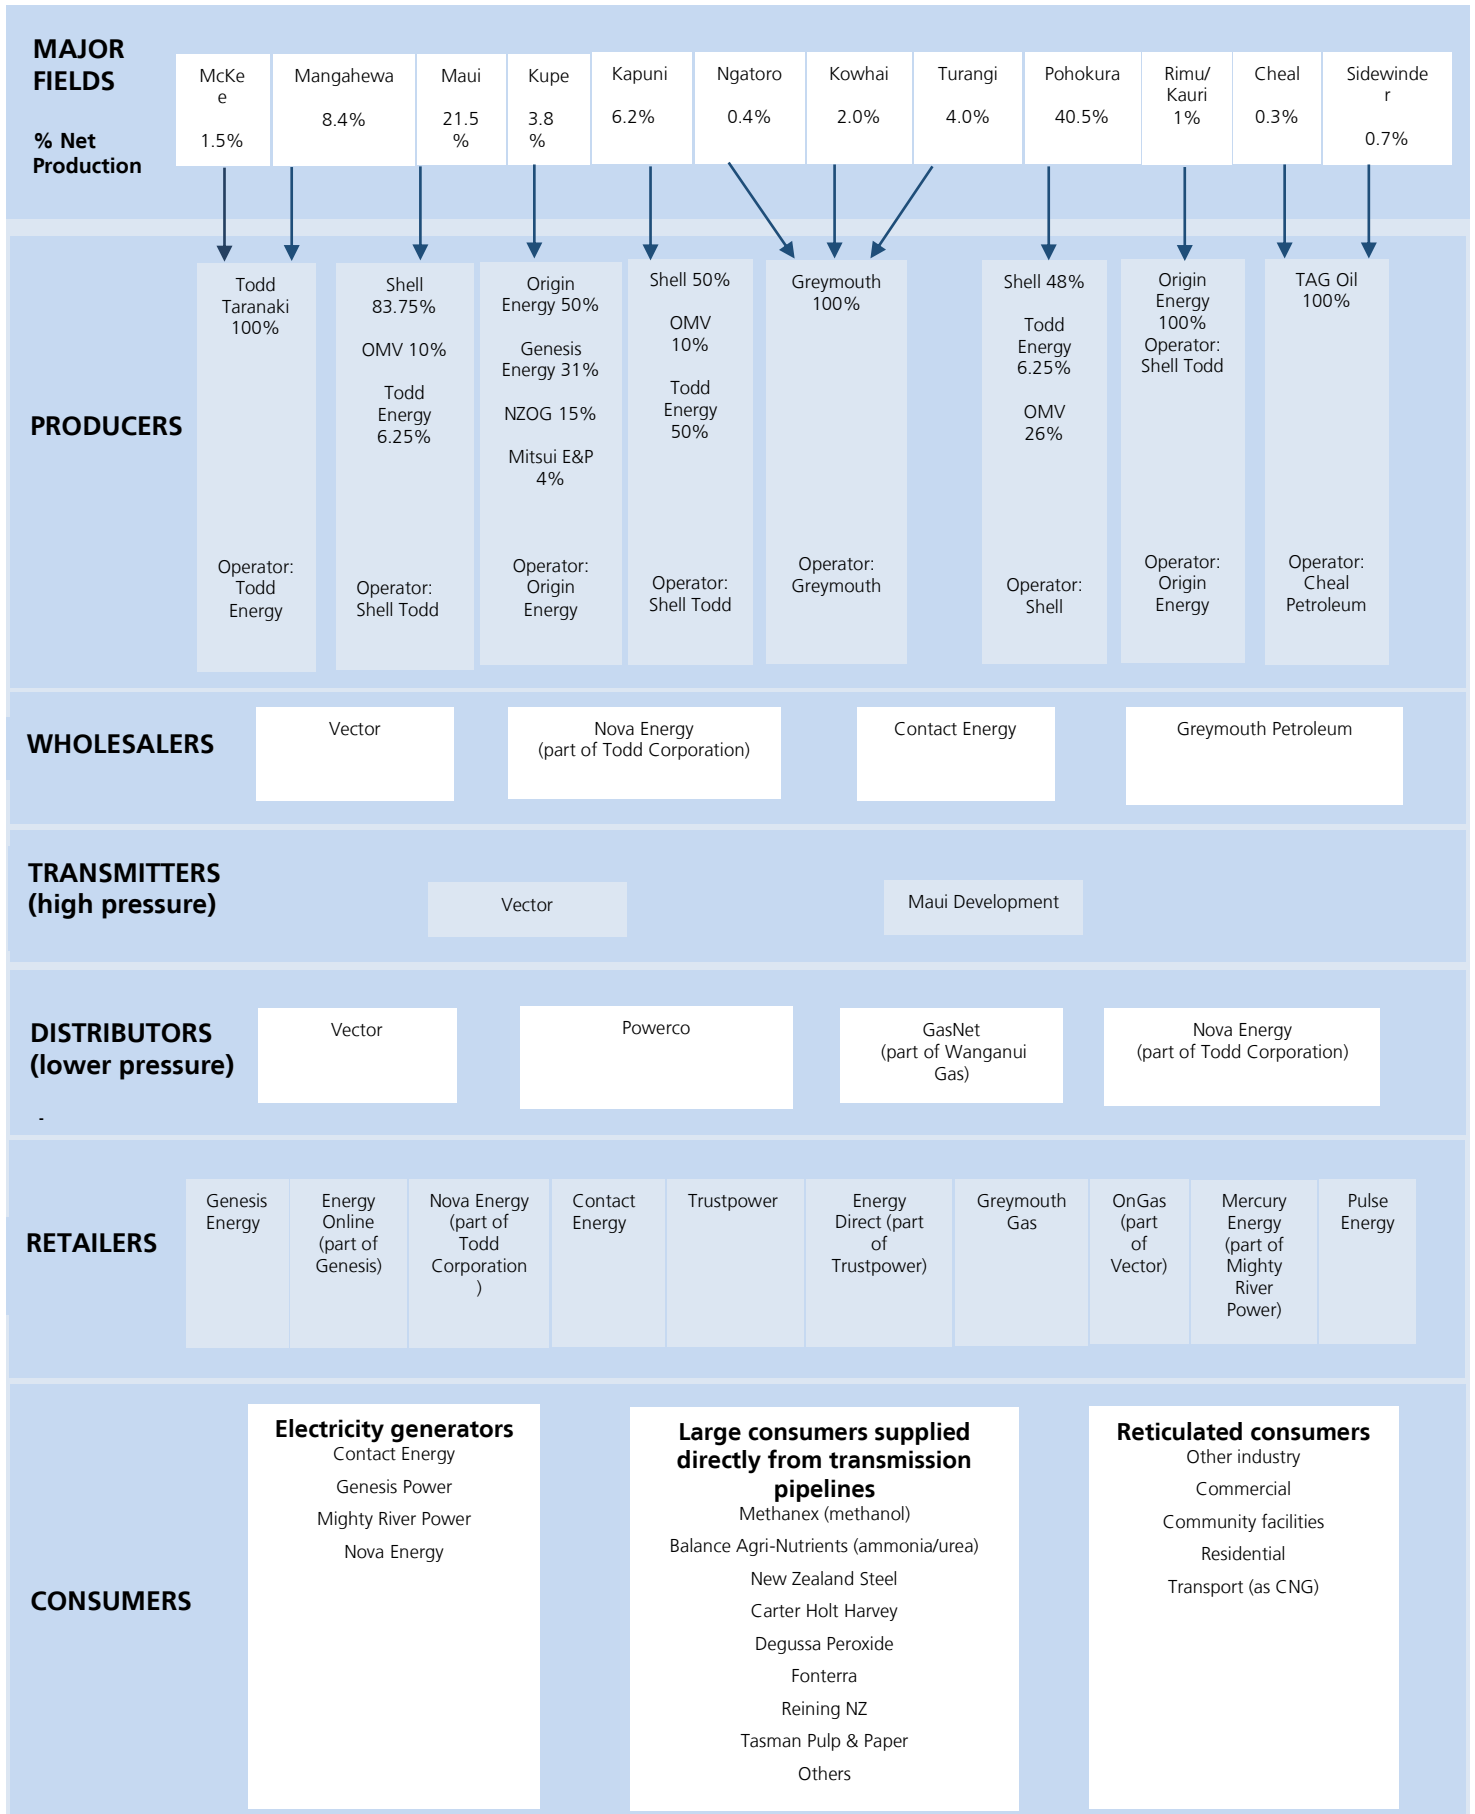 MAJOR
FIELDS
% Net
Production
McKe
e
1.5%
Mangahewa
8.4%
Maui
21.5
%
Kupe
3.8
%
Kapuni
6.2%
Ngatoro
0.4%
Kowhai
2.0%
Turangi
4.0%
Pohokura
40.5%
Rimu/
Kauri
1%
Cheal
0.3%
Sidewinde
r
0.7%
PRODUCERS
Todd
Taranaki
100%
Operator:
Todd
Energy
Shell
83.75%
OMV 10%
Todd
Energy
6.25%
Operator:
Shell Todd
Origin
Energy 50%
Genesis
Energy 31%
NZOG 15%
Mitsui E&P
4%
Operator:
Origin
Energy
Shell 50%
OMV
10%
Todd
Energy
50%
Operator:
Shell Todd
Greymouth
100%
Operator:
Greymouth
Shell 48%
Todd
Energy
6.25%
OMV
26%
Operator:
Shell
Origin
Energy
100%
Operator:
Shell Todd
Operator:
Origin
Energy
TAG Oil
100%
Operator:
Cheal
Petroleum
WHOLESALERS
Vector
Nova Energy
(part of Todd Corporation)
Contact Energy
Greymouth Petroleum
TRANSMITTERS
(high pressure)
Vector
Maui Development
DISTRIBUTORS
(lower pressure)
-
Vector
Powerco
GasNet
(part of Wanganui
Gas)
Nova Energy
(part of Todd Corporation)
RETAILERS
Genesis
Energy
Energy
Online
(part of
Genesis)
Nova Energy
(part of
Todd
Corporation
)
Contact
Energy
Trustpower
Energy
Direct (part
of
Trustpower)
Greymouth
Gas
OnGas
(part
of
Vector)
Mercury
Energy
(part of
Mighty
River
Power)
Pulse
Energy
CONSUMERS
Electricity generators
Contact Energy
Genesis Power
Mighty River Power
Nova Energy
Large consumers supplied
directly from transmission
pipelines
Methanex (methanol)
Balance Agri-Nutrients (ammonia/urea)
New Zealand Steel
Carter Holt Harvey
Degussa Peroxide
Fonterra
Reining NZ
Tasman Pulp & Paper
Others
Reticulated consumers
Other industry
Commercial
Community facilities
Residential
Transport (as CNG)